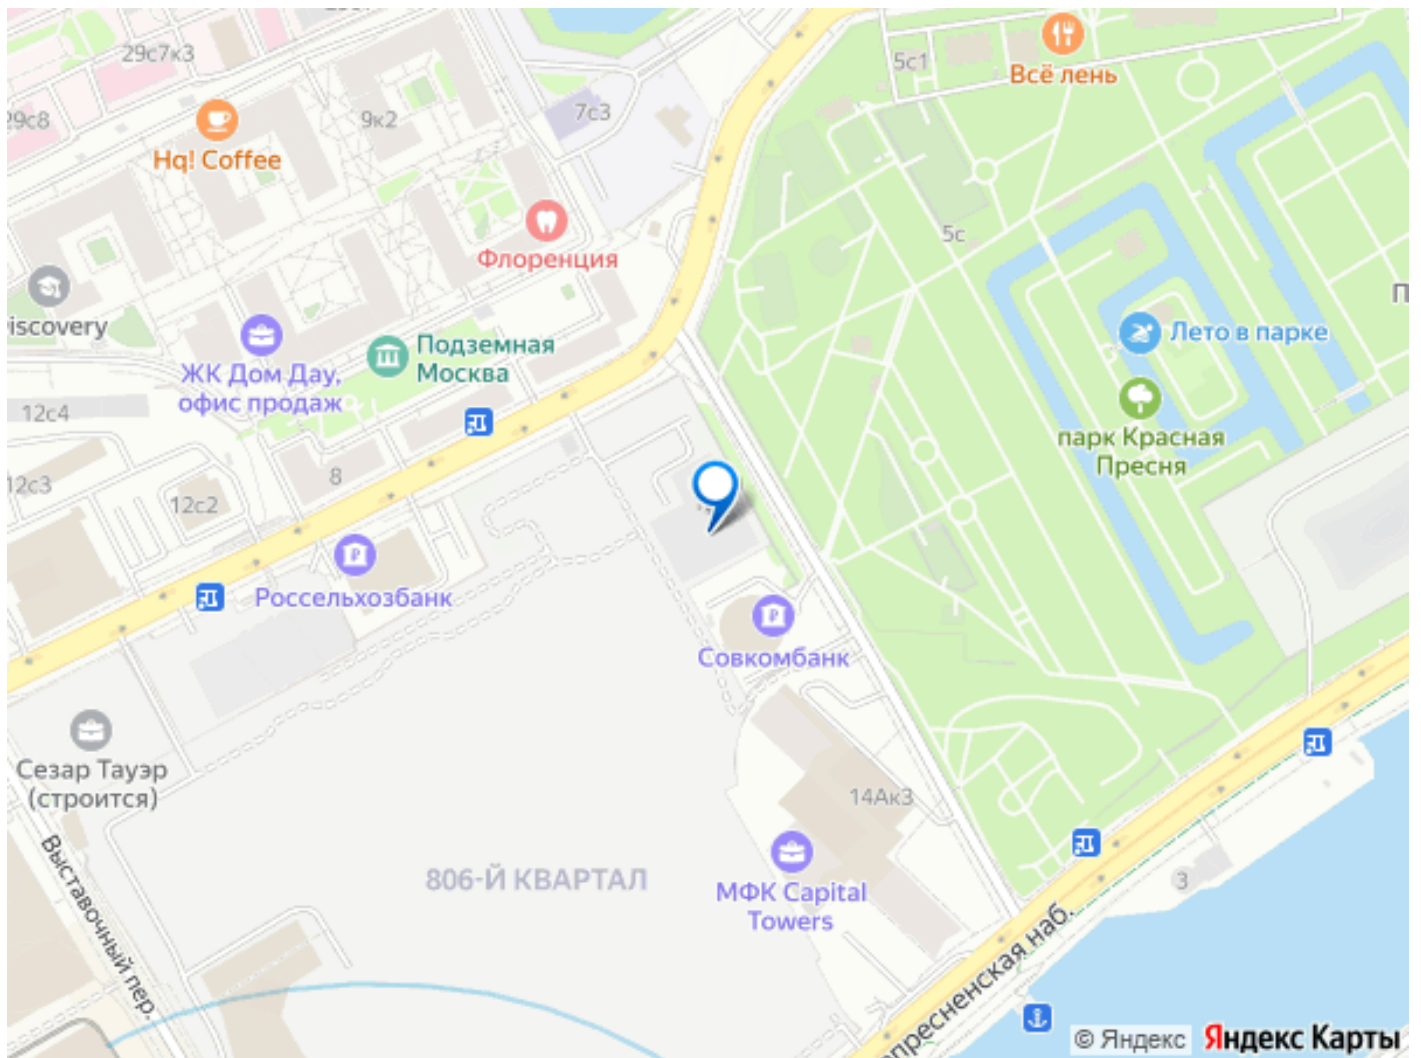 29с7к3
9к2
7с3
5с1
Всё лень
29с8
Hq! Coffee
Флоренция
5с
iscovery
ЖК Дом Дау,
офис продаж
Подземная
Москва
Лето в парке
парк Красная
Пресня
12с4
12с3
12с2
8
Россельхозбанк
Совкомбанк
Сезар Тауэр
(строится)
14Ак3
806-Й КВАРТАЛ
МФК Capital
Towers
3
Выставочный пер.
пресненская наб.
© Яндекс
Яндекс Карты